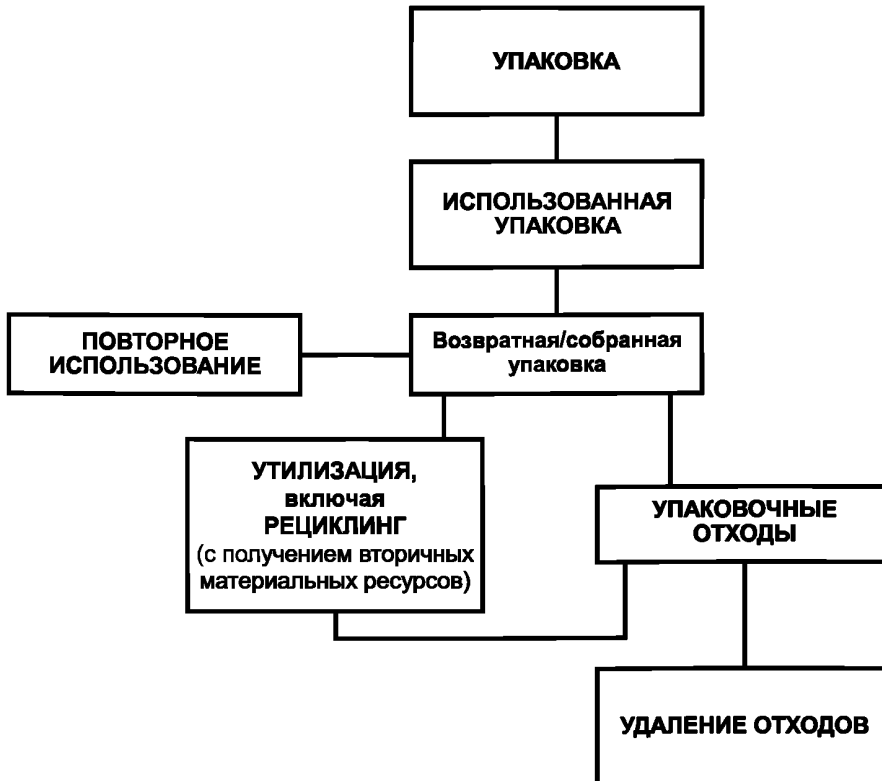 УПАКОВКА
ИСПОЛЬЗОВАННАЯ
УПАКОВКА
ПОВТОРНОЕ
ИСПОЛЬЗОВАНИЕ
Возвратная/собранная
упаковка
УТИЛИЗАЦИЯ,
включая
РЕЦИКЛИНГ
(с получением вторичных
материальных ресурсов)
УПАКОВОЧНЫЕ
ОТХОДЫ
УДАЛЕНИЕ ОТХОДОВ